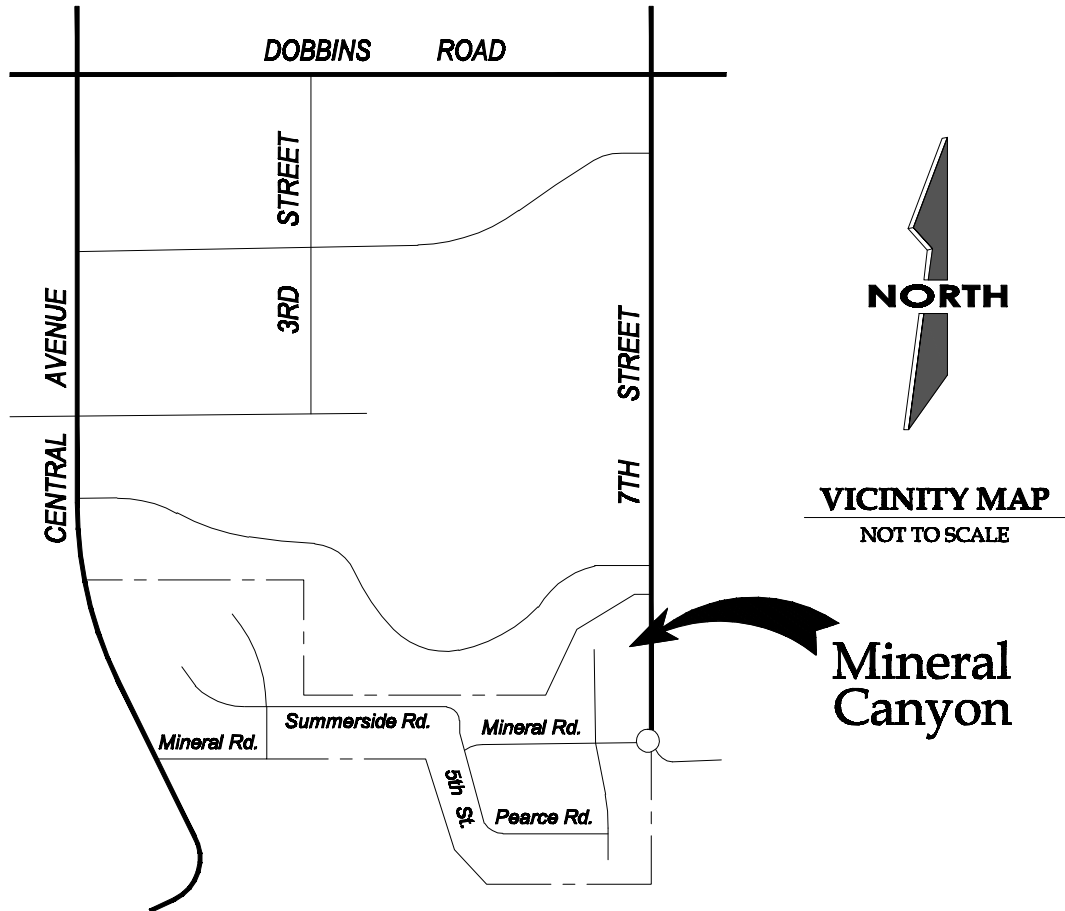 DOBBINS ROAD
3RD STREET
CENTRAL AVENUE
7TH STREET
NORTH
VICINITY MAP
NOT TO SCALE
Mineral
Canyon
Summerside Rd.
Mineral Rd.
Mineral Rd.
5th St.
Pearce Rd.